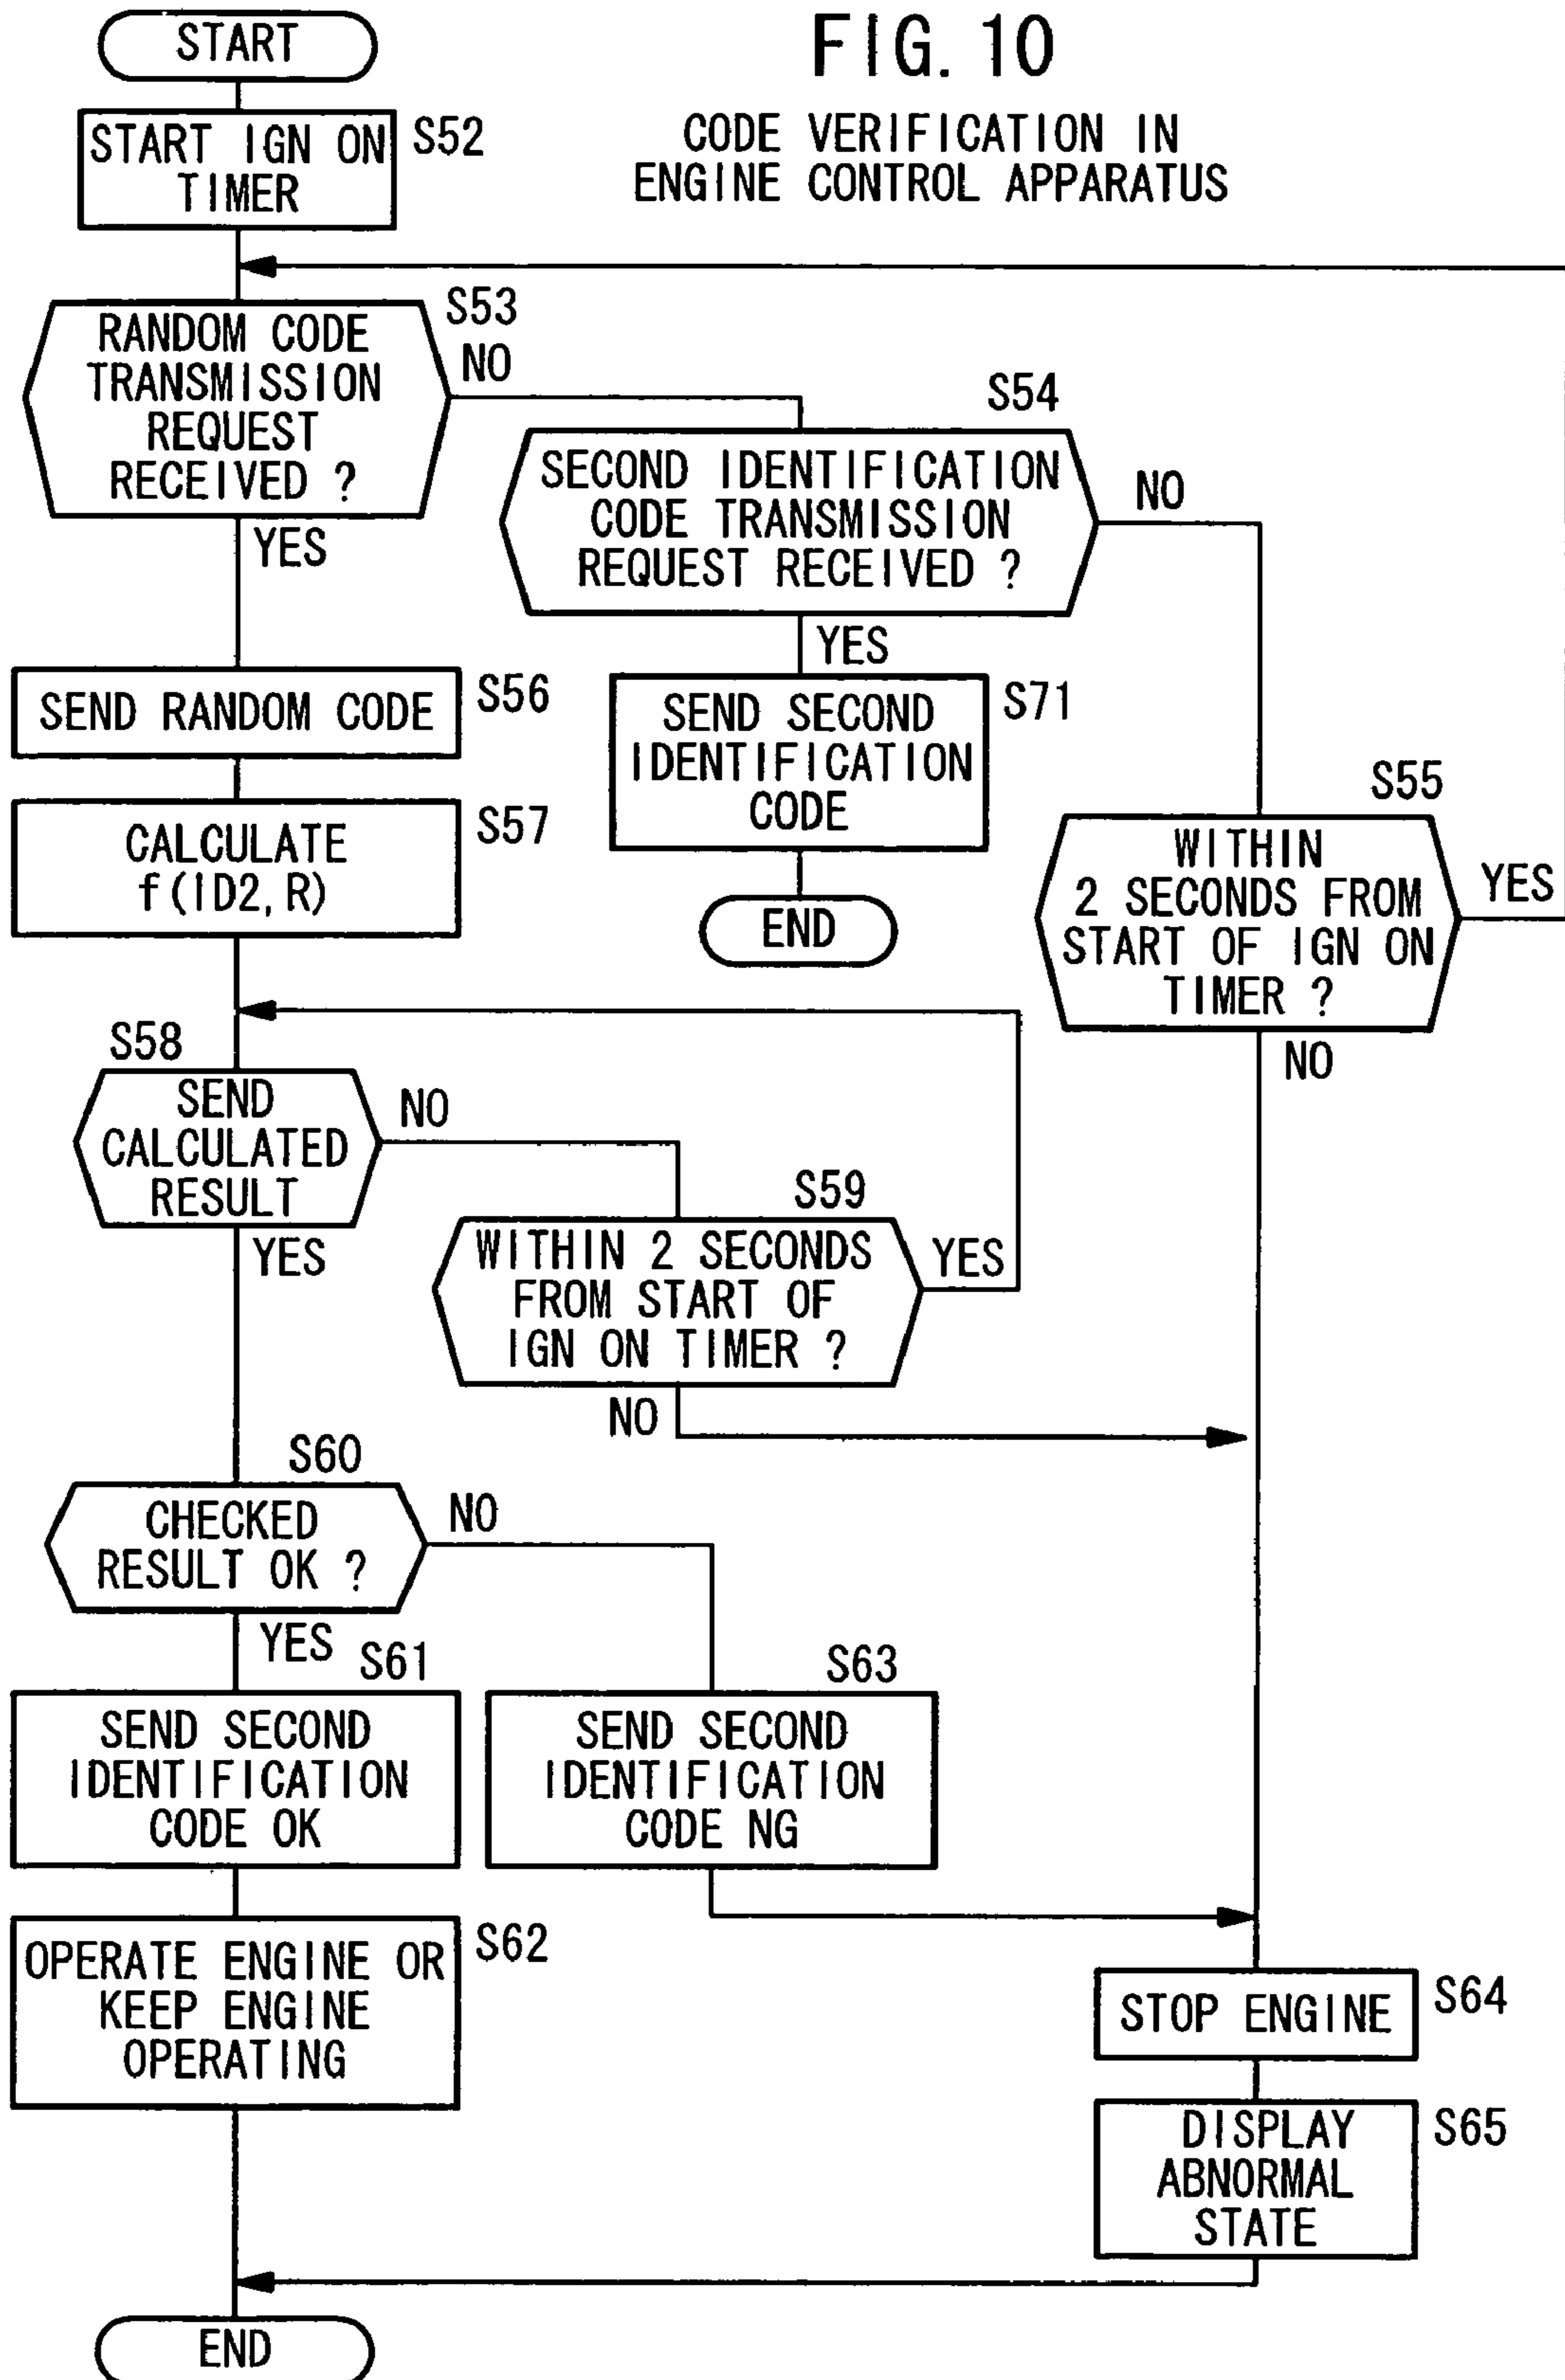 START
FIG. 10
CODE VERIFICATION IN
ENGINE CONTROL APPARATUS
START IGN ON
TIMER
S52
RANDOM CODE
TRANSMISSION
REQUEST
RECEIVED ?
S53
NO
YES
S54
SECOND IDENTIFICATION
CODE TRANSMISSION
REQUEST RECEIVED ?
NO
YES
SEND RANDOM CODE
S56
SEND SECOND
IDENTIFICATION
CODE
S71
END
CALCULATE
f(ID2, R)
S57
S55
WITHIN
2 SECONDS FROM
START OF IGN ON
TIMER ?
YES
NO
S58
SEND
CALCULATED
RESULT
NO
YES
S59
WITHIN 2 SECONDS
FROM START OF
IGN ON TIMER ?
YES
NO
S60
CHECKED
RESULT OK ?
NO
YES
S61
SEND SECOND
IDENTIFICATION
CODE OK
S63
SEND SECOND
IDENTIFICATION
CODE NG
OPERATE ENGINE OR
KEEP ENGINE
OPERATING
S62
STOP ENGINE
S64
DISPLAY
ABNORMAL
STATE
S65
END